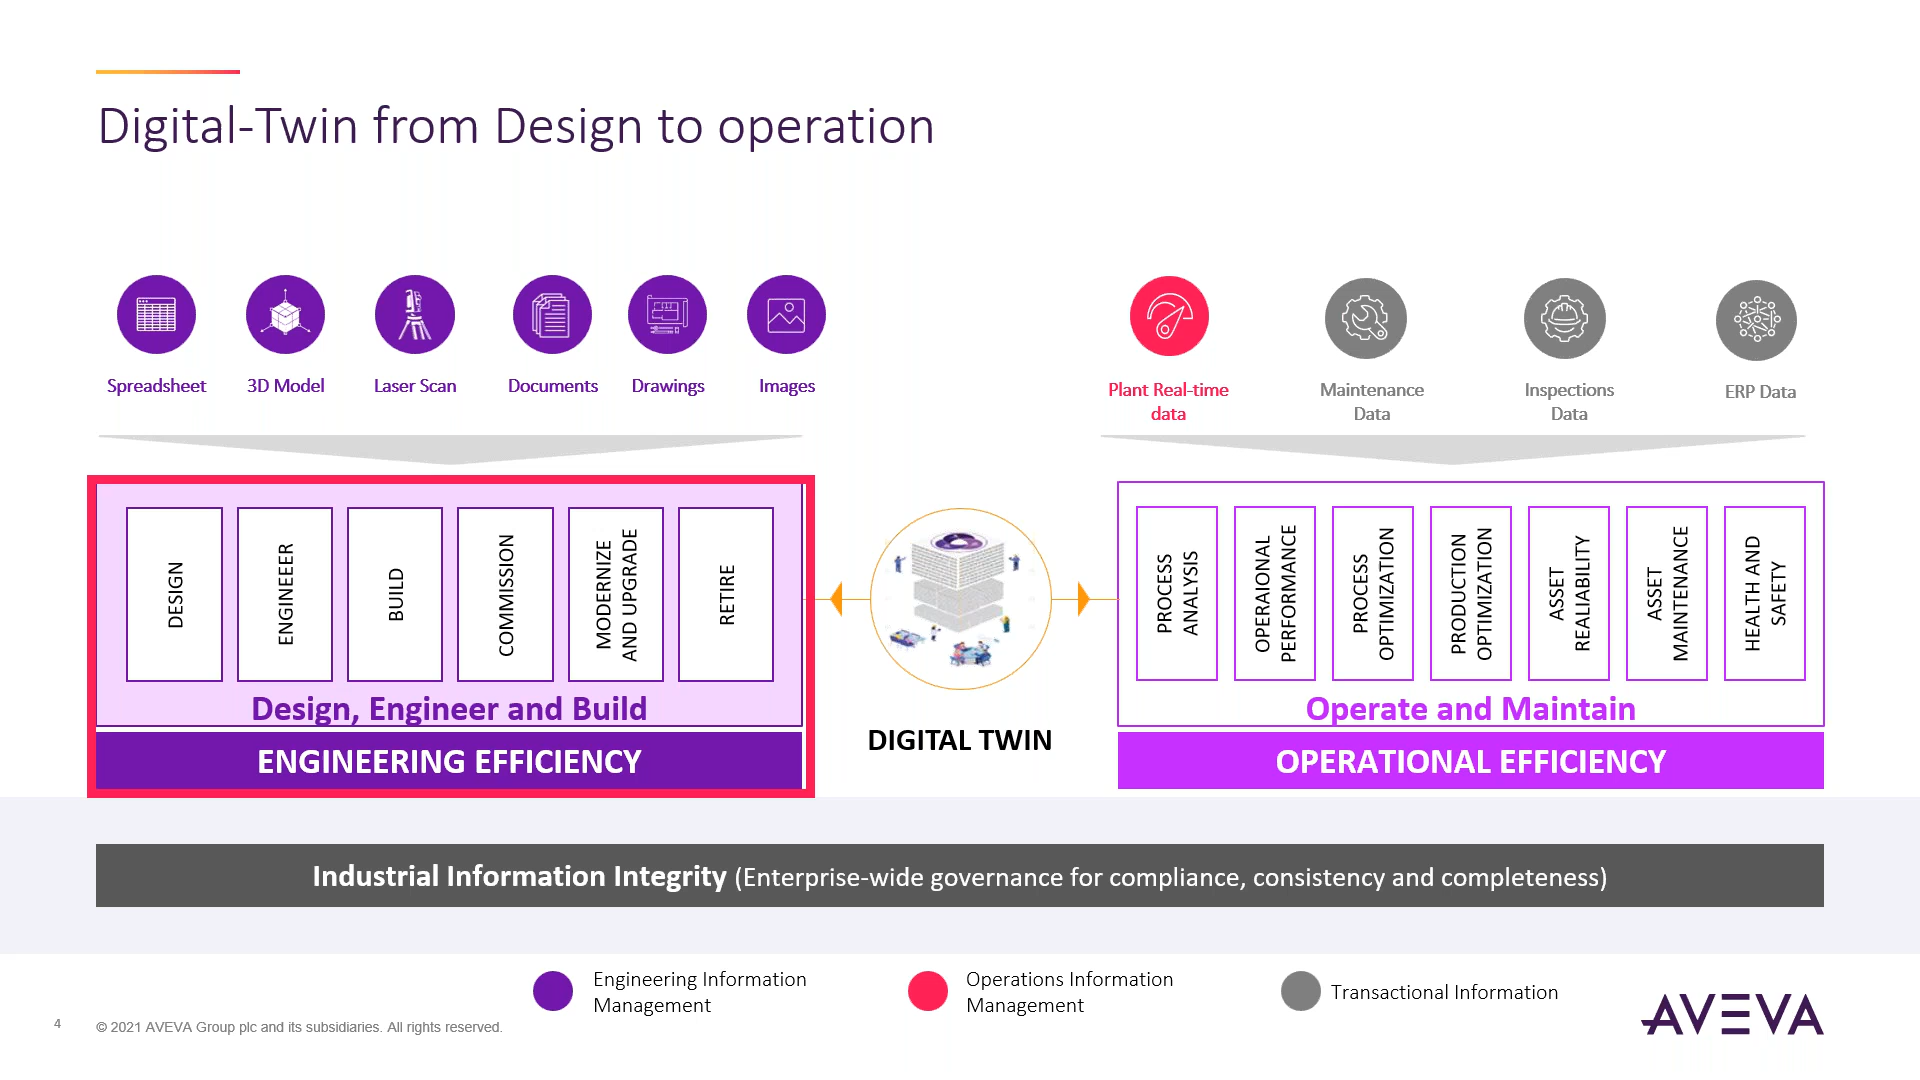 Digital-Twin from Design to operation
Spreadsheet
3D Model
Laser Scan
Documents
Drawings
Images
Plant Real-time
data
Maintenance
Data
Inspections
Data
ERP Data
DESIGN
ENGINEEER
BUILD
COMMISSION
MODERNIZE
AND UPGRADE
RETIRE
Design, Engineer and Build
ENGINEERING EFFICIENCY
DIGITAL TWIN
PROCESS
ANALYSIS
OPERAIONAL
PERFORMANCE
PROCESS
OPTIMIZATION
PRODUCTION
OPTIMIZATION
ASSET
REALIABILITY
ASSET
MAINTENANCE
HEALTH AND
SAFETY
Operate and Maintain
OPERATIONAL EFFICIENCY
Industrial Information Integrity (Enterprise-wide governance for compliance, consistency and completeness)
Engineering Information
Management
Operations Information
Management
Transactional Information
4
© 2021 AVEVA Group plc and its subsidiaries. All rights reserved.
AVEVA